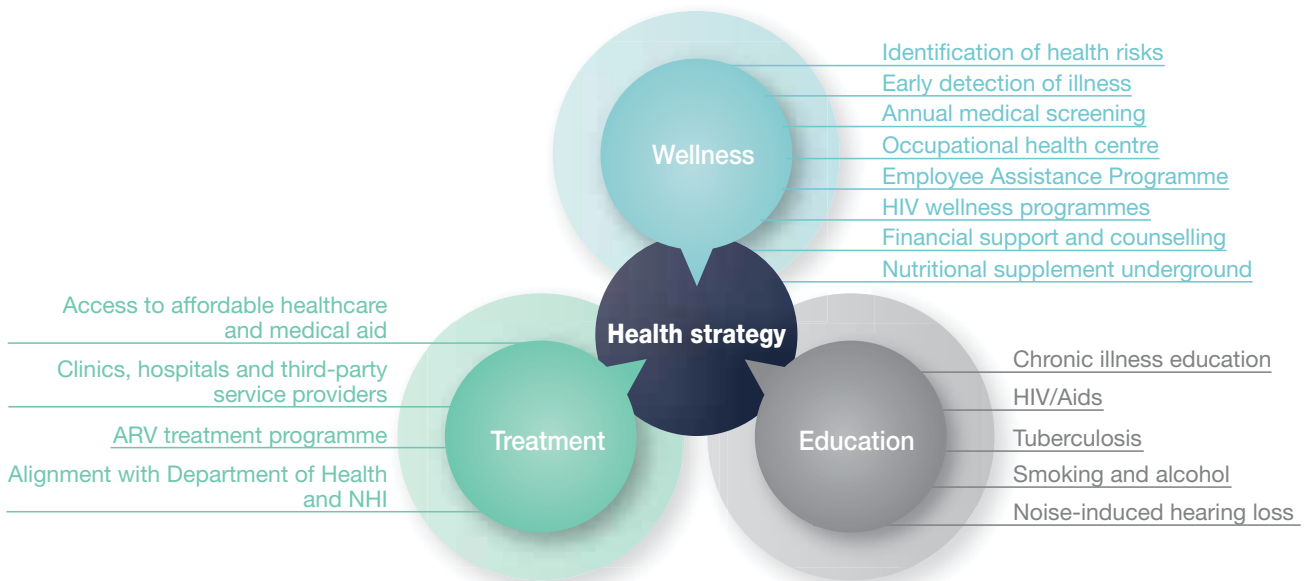 Wellness
Identification of health risks
Early detection of illness
Annual medical screening
Occupational health centre
Employee Assistance Programme
HIV wellness programmes
Financial support and counselling
Nutritional supplement underground
Health strategy
Treatment
Access to affordable healthcare
and medical aid
Clinics, hospitals and third-party
service providers
ARV treatment programme
Alignment with Department of Health
and NHI
Education
Chronic illness education
HIV/Aids
Tuberculosis
Smoking and alcohol
Noise-induced hearing loss